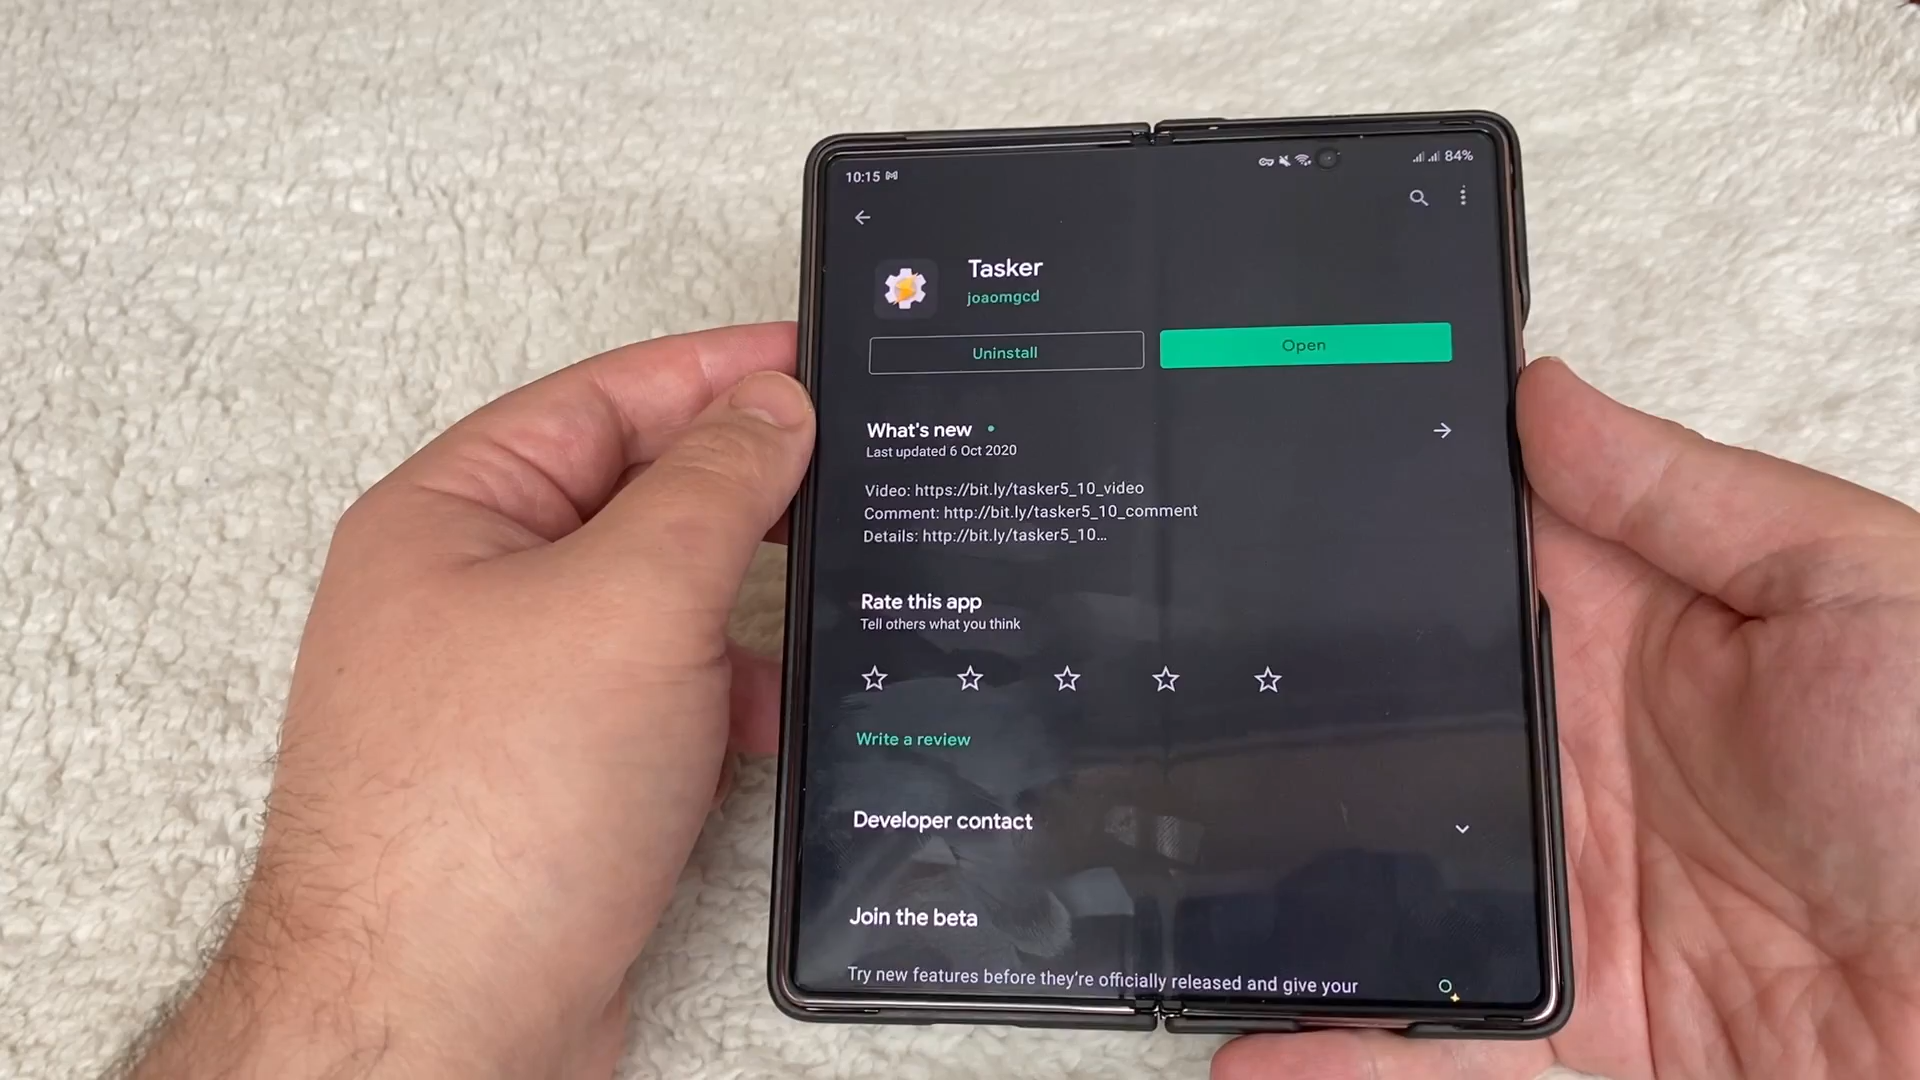 10:15
84%
Tasker
joaomgcd
Uninstall
Open
What's new
Last updated 6 Oct 2020
Video: https://bit.ly/tasker5_10_video
Comment: http://bit.ly/tasker5_10_comment
Details: http://bit.ly/tasker5_10...
Rate this app
Tell others what you think
Write a review
Developer contact
Join the beta
Try new features before they're officially released and give your